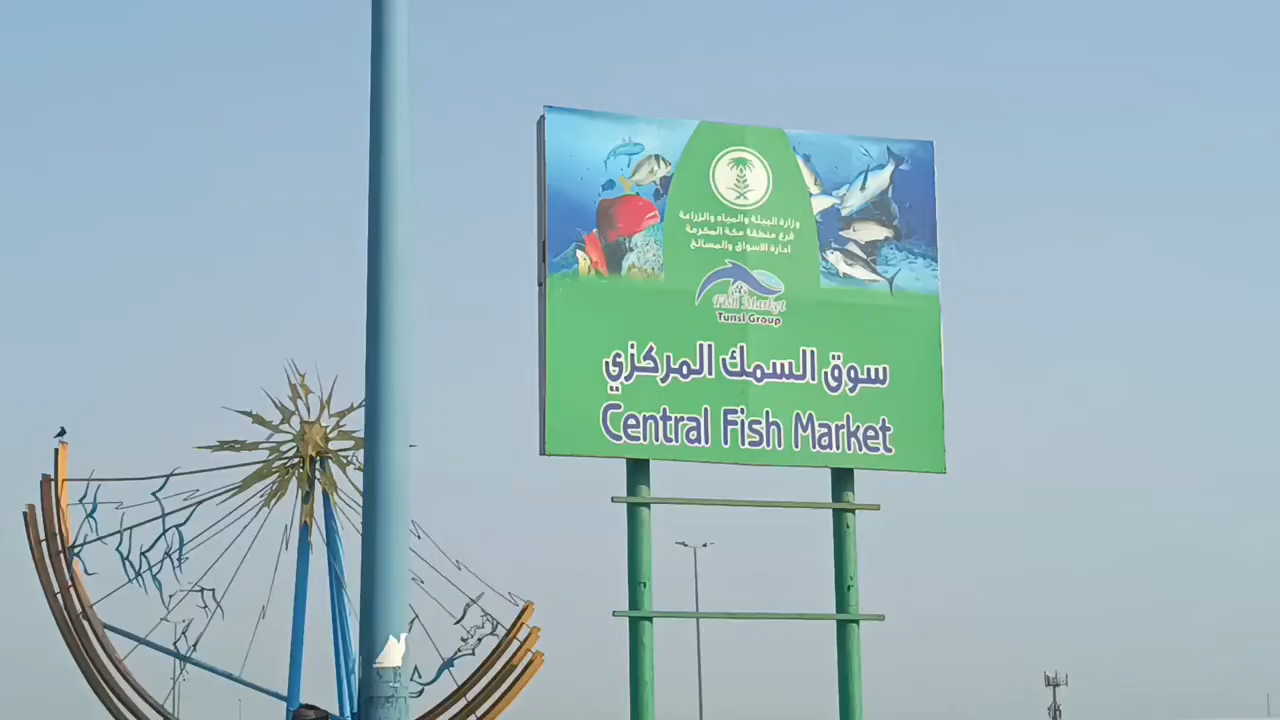 وزارة البيئة والمياه والزراعة
فرع منطقة مكة المكرمة
ادارة الاسواق والمسالخ
Fish Market
Tunsi Group
سوق السمك المركزي
Central Fish Market